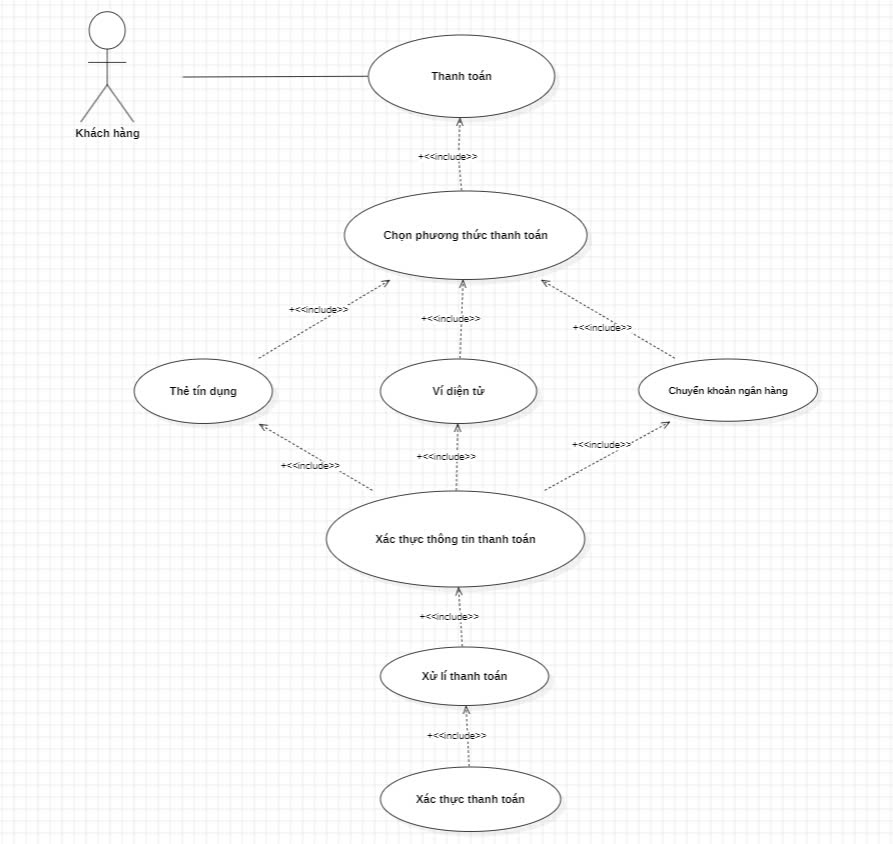 Thanh toán
Khách hàng
+<<include>>
Chọn phương thức thanh toán
+<<include>>
+<<include>>
+<<include>>
Thẻ tín dụng
Ví điện tử
Chuyển khoản ngân hàng
+<<include>>
+<<include>>
+<<include>>
Xác thực thông tin thanh toán
+<<include>>
Xử lí thanh toán
+<<include>>
Xác thực thanh toán